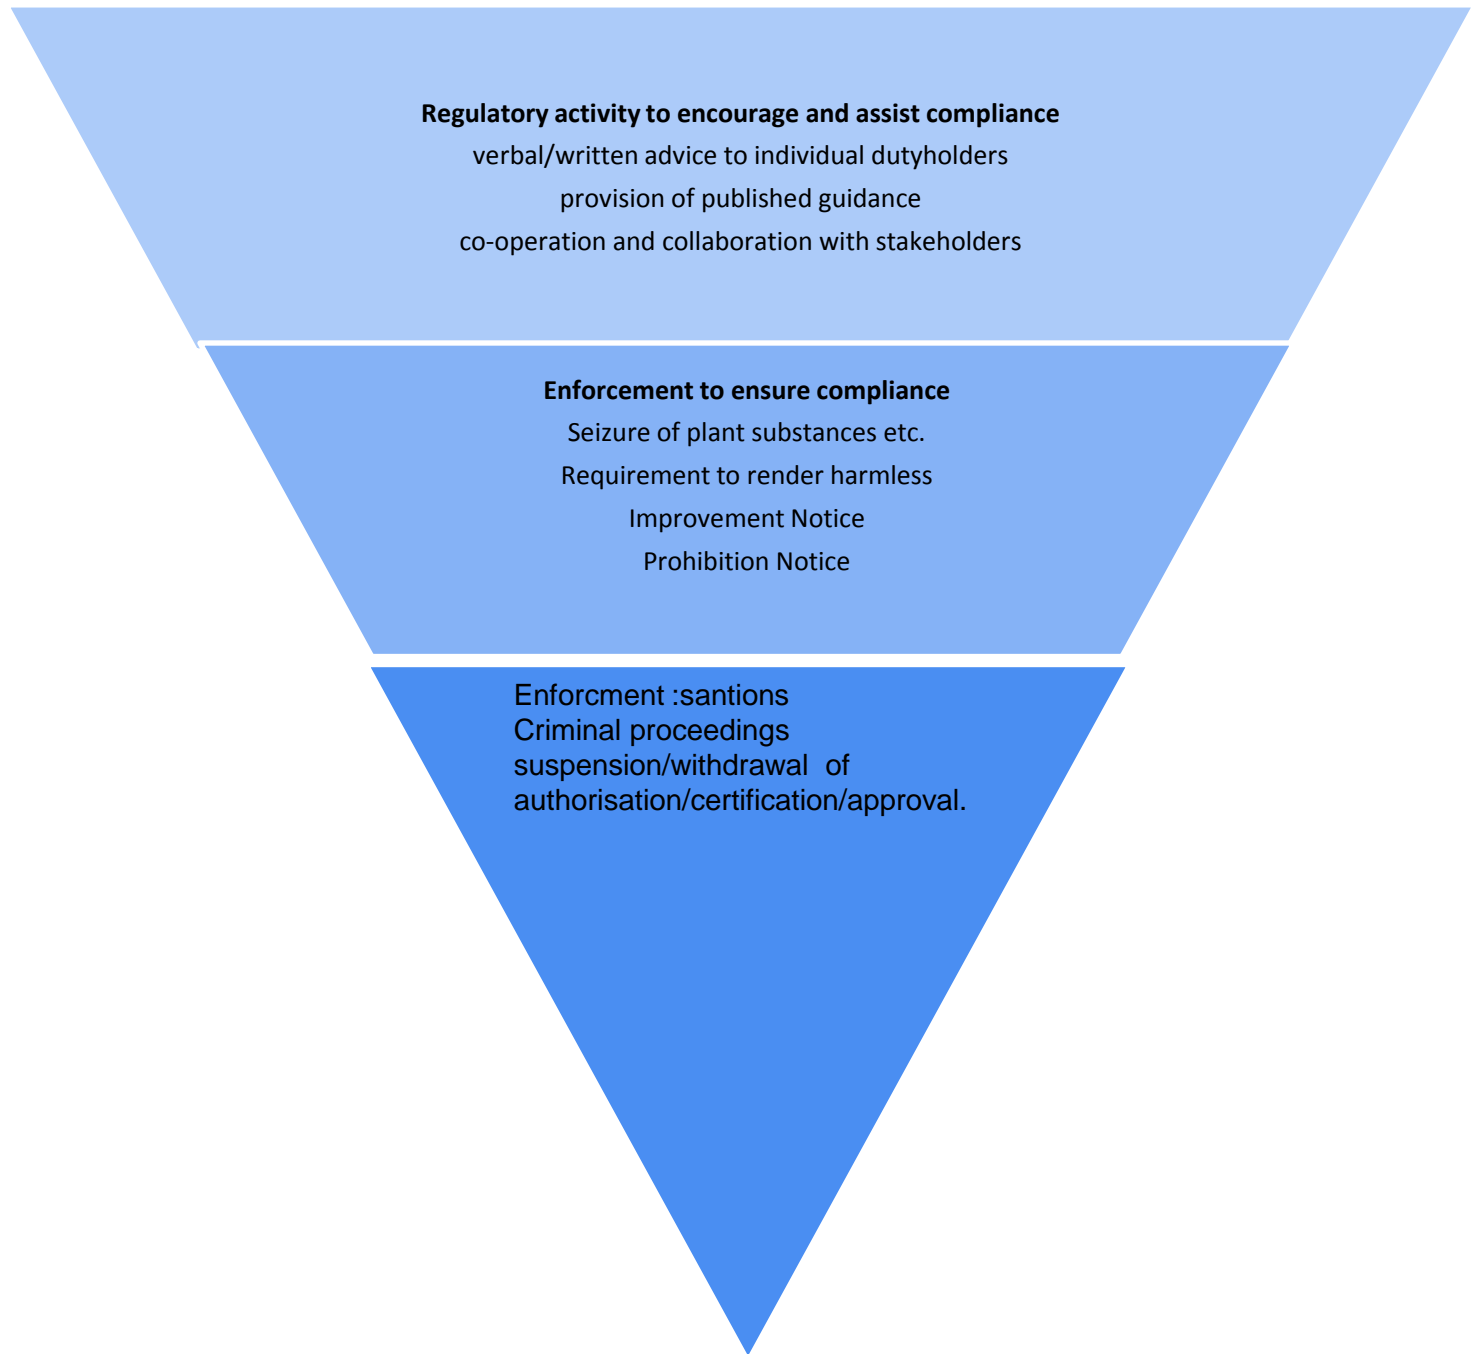 Regulatory activity to encourage and assist compliance
verbal/written advice to individual dutyholders
provision of published guidance
co-operation and collaboration with stakeholders
Enforcement to ensure compliance
Seizure of plant substances etc.
Requirement to render harmless
Improvement Notice
Prohibition Notice
Enforcment :santions
Criminal proceedings
suspension/withdrawal of
authorisation/certification/approval.